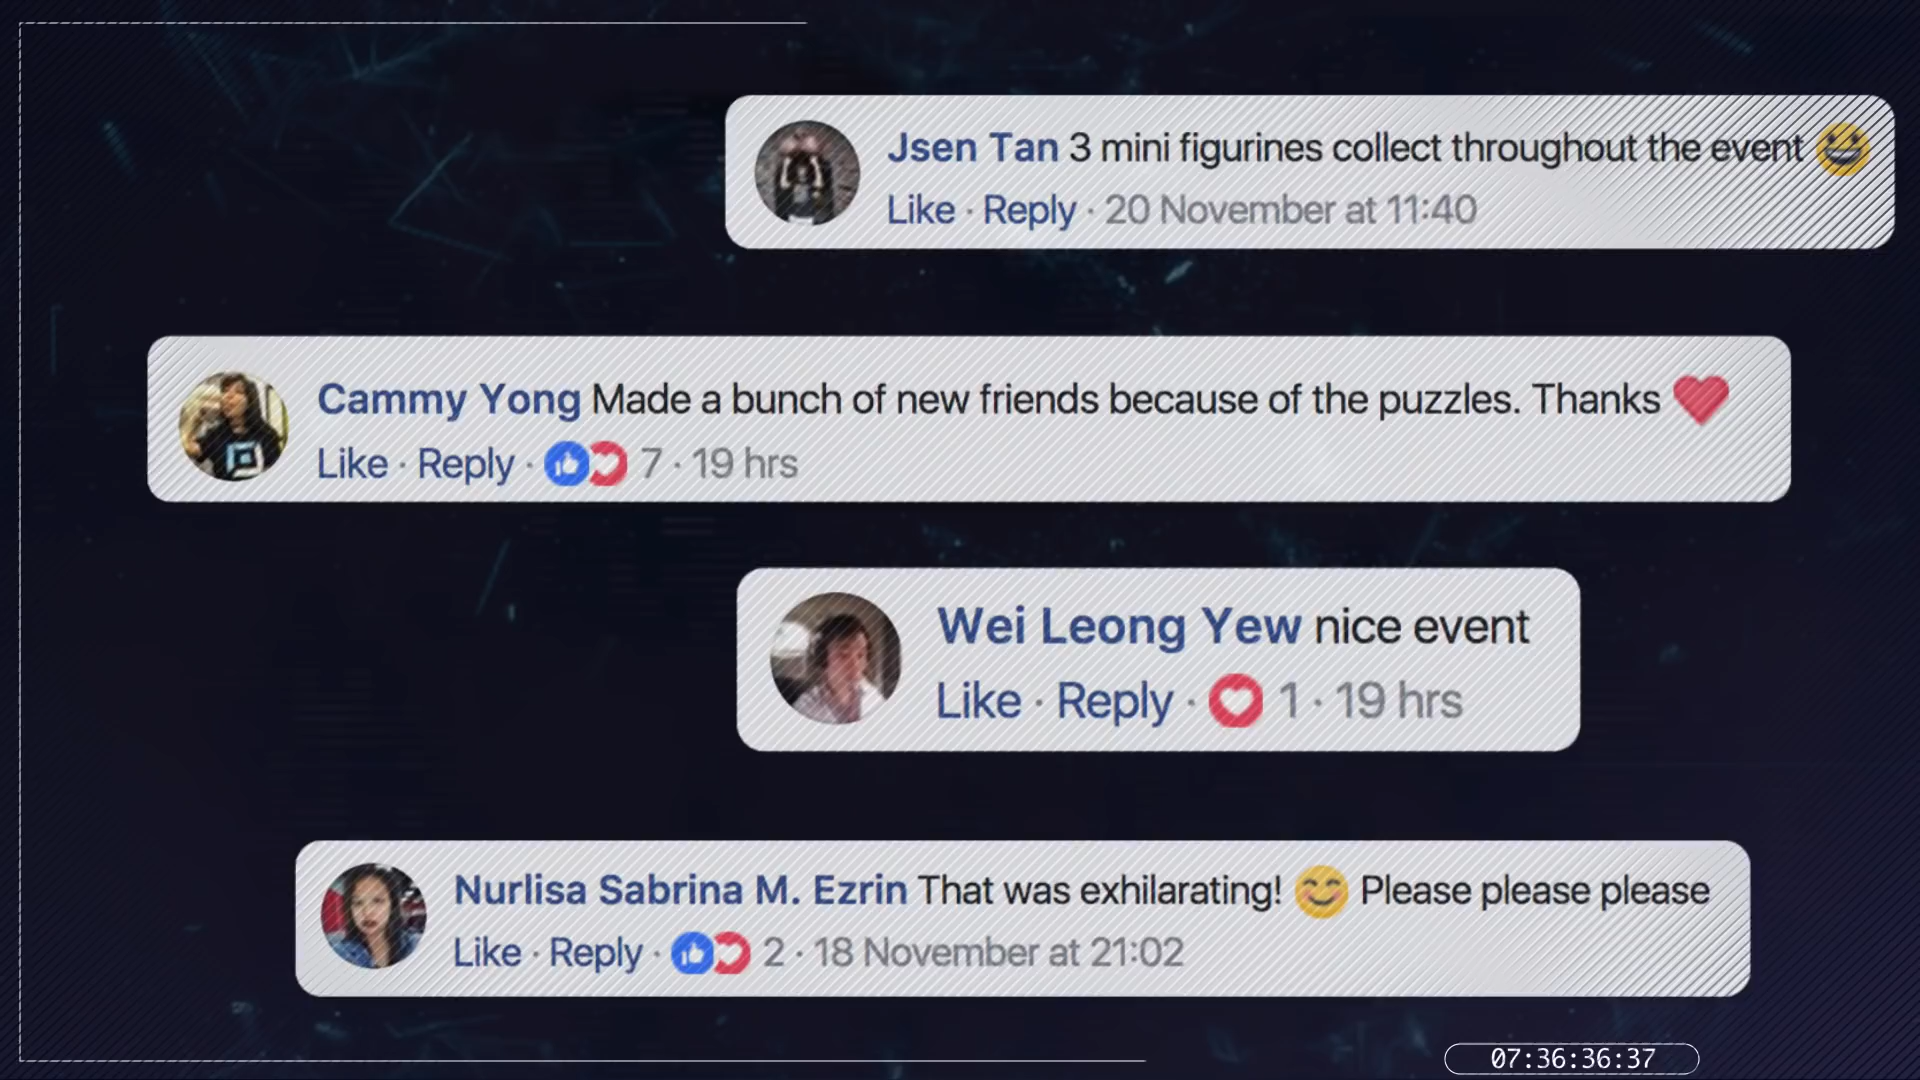 Jsen Tan 3 mini figurines collect throughout the event 😃
Like · Reply · 20 November at 11:40
Cammy Yong Made a bunch of new friends because of the puzzles. Thanks ❤️
Like · Reply · 7 · 19 hrs
Wei Leong Yew nice event
Like · Reply · 1 · 19 hrs
Nurlisa Sabrina M. Ezrin That was exhilarating! 😊 Please please please
Like · Reply · 2 · 18 November at 21:02
07:36:36:37